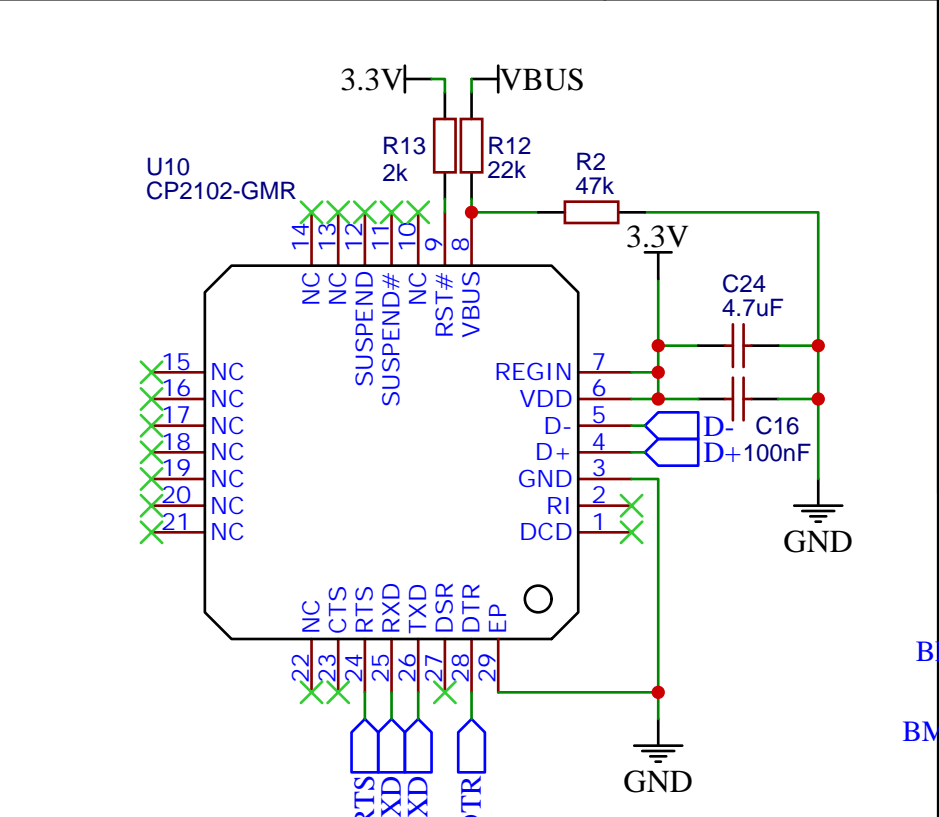 3.3V
VBUS
R13
2k
R12
22k
R2
47k
U10
CP2102-GMR
3.3V
C24
4.7uF
14
13
12
11
10
9
8
NC
NC
SUSPEND
SUSPEND#
NC
RST#
VBUS
15 NC
16 NC
17 NC
18 NC
19 NC
20 NC
21 NC
REGIN 7
VDD 6
D- 5
D+ 4
GND 3
RI 2
DCD 1
D-
D+
C16
100nF
GND
NC
CTS
RTS
RXD
TXD
DSR
DTR
EP
22
23
24
25
26
27
28
29
RTS
XD
XD
GND
BM